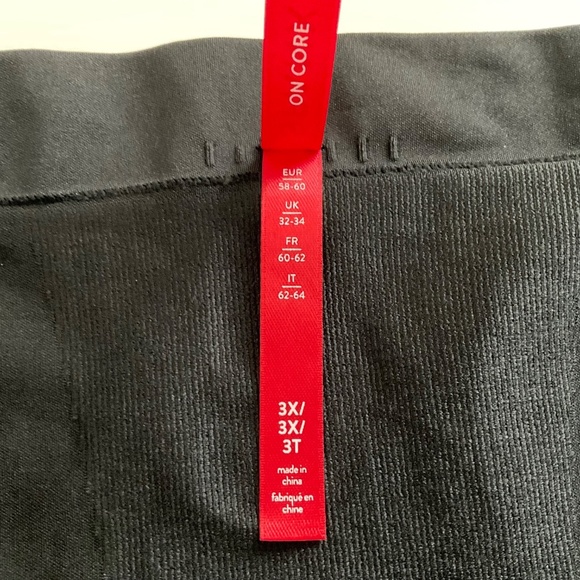 ON CORE
EUR
58-60
UK
32-34
FR
60-62
IT
62-64
3X/
3X/
3T
made in
china
fabriqué en
chine